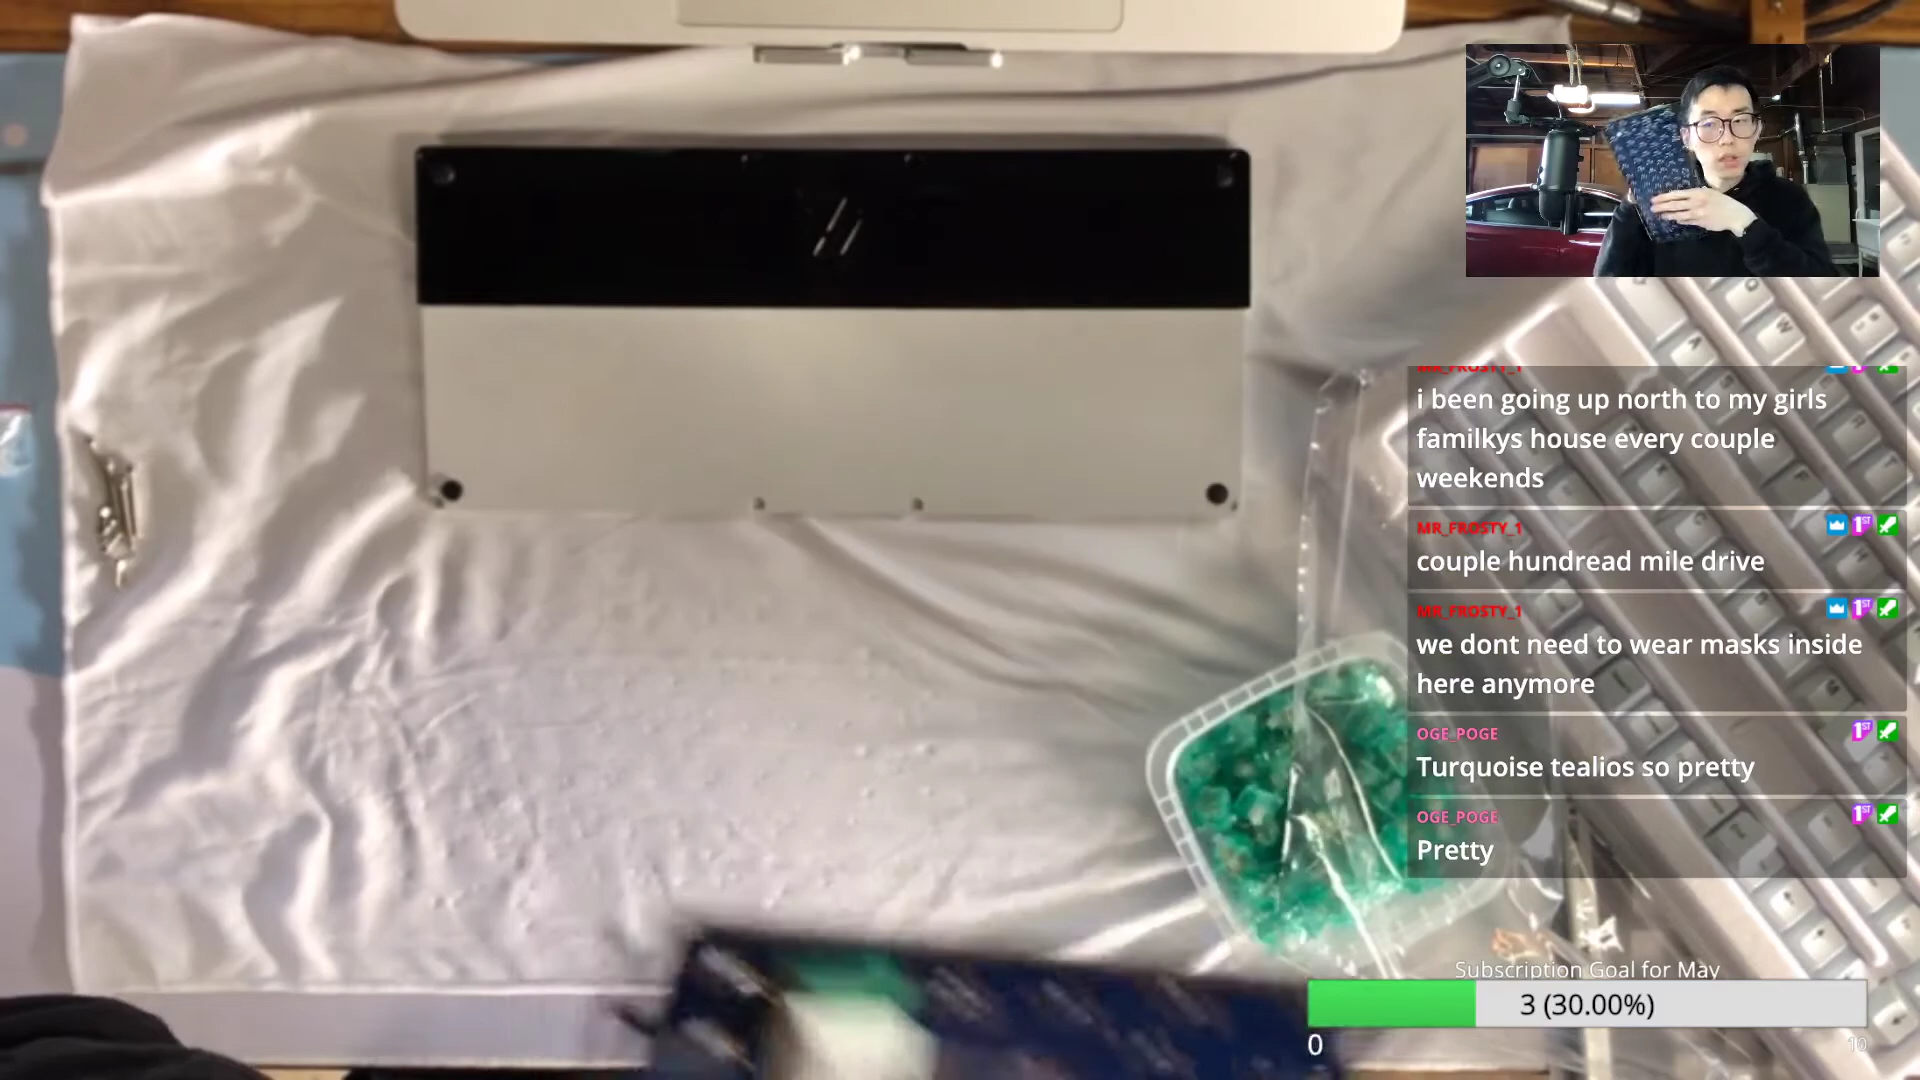 MR_FROSTY_1
i been going up north to my girls
familkys house every couple
weekends
MR_FROSTY_1
couple hundread mile drive
MR_FROSTY_1
we dont need to wear masks inside
here anymore
OGE_POGE
Turquoise tealios so pretty
OGE_POGE
Pretty
Subscription Goal for May
3 (30.00%)
0
10